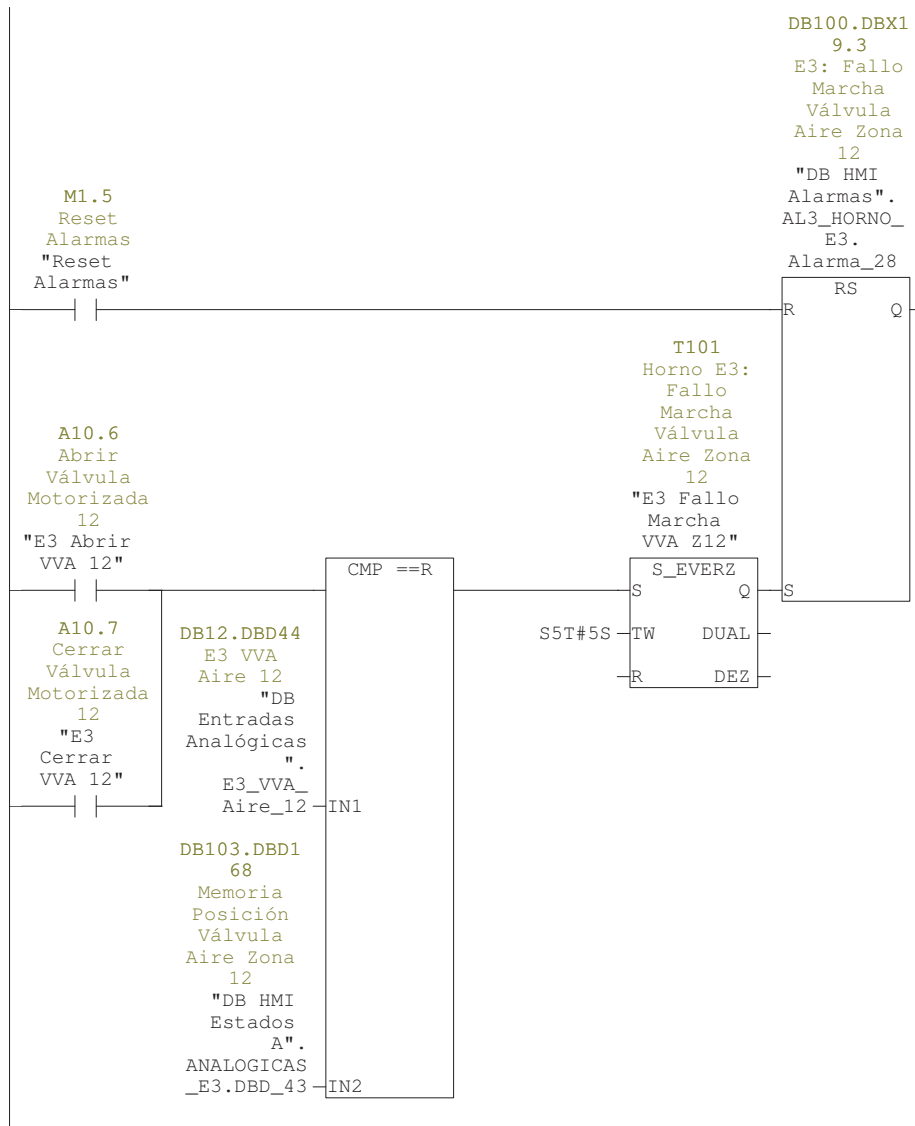 DB100.DBX1
9.3
E3: Fallo
Marcha
Válvula
Aire Zona
12
"DB HMI
Alarmas".
AL3_HORNO_
E3.
Alarma_28
M1.5
Reset
Alarmas
"Reset
Alarmas"
RS
R
Q
T101
Horno E3:
Fallo
Marcha
Válvula
Aire Zona
12
"E3 Fallo
Marcha
VVA Z12"
A10.6
Abrir
Válvula
Motorizada
12
"E3 Abrir
VVA 12"
CMP ==R
S_EVERZ
S
Q
S
S5T#5S
TW
DUAL
R
DEZ
A10.7
Cerrar
Válvula
Motorizada
12
"E3
Cerrar
VVA 12"
DB12.DBD44
E3 VVA
Aire 12
"DB
Entradas
Analógicas
".
E3_VVA_
Aire_12
IN1
DB103.DBD1
68
Memoria
Posición
Válvula
Aire Zona
12
"DB HMI
Estados
A".
ANALOGICAS
_E3.DBD_43
IN2